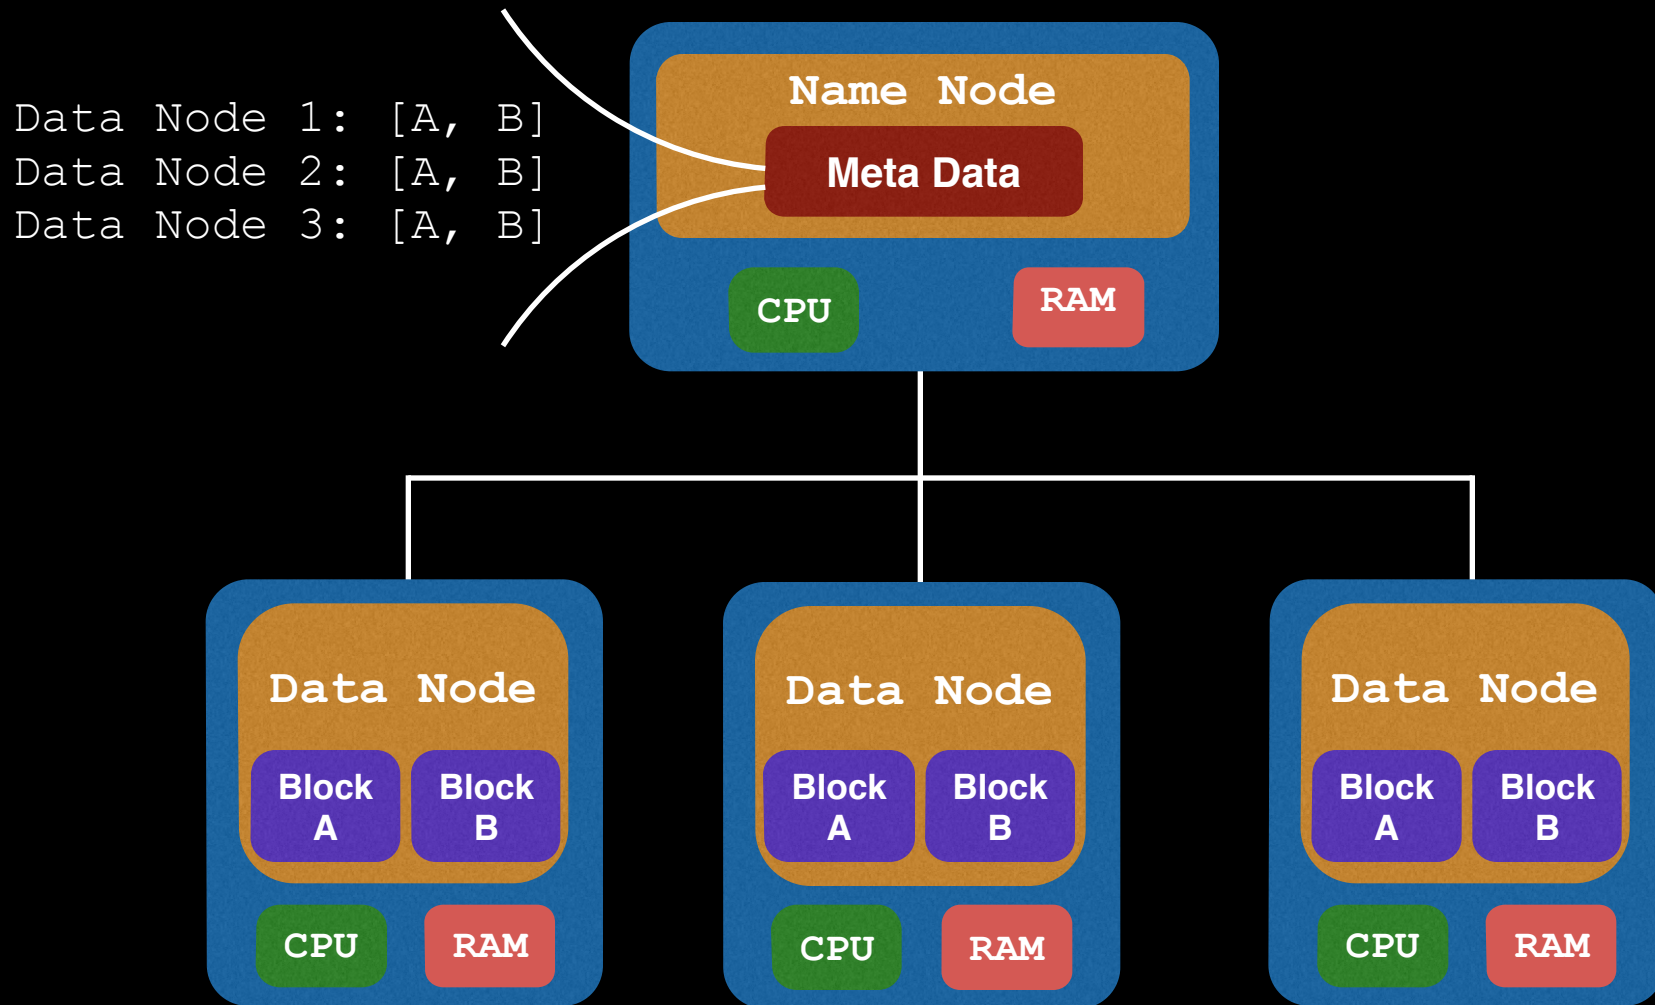 Data Node 1: [A, B]
Data Node 2: [A, B]
Data Node 3: [A, B]
Name Node
Meta Data
CPU
RAM
Data Node
Block
A
Block
B
CPU
RAM
Data Node
Block
A
Block
B
CPU
RAM
Data Node
Block
A
Block
B
CPU
RAM